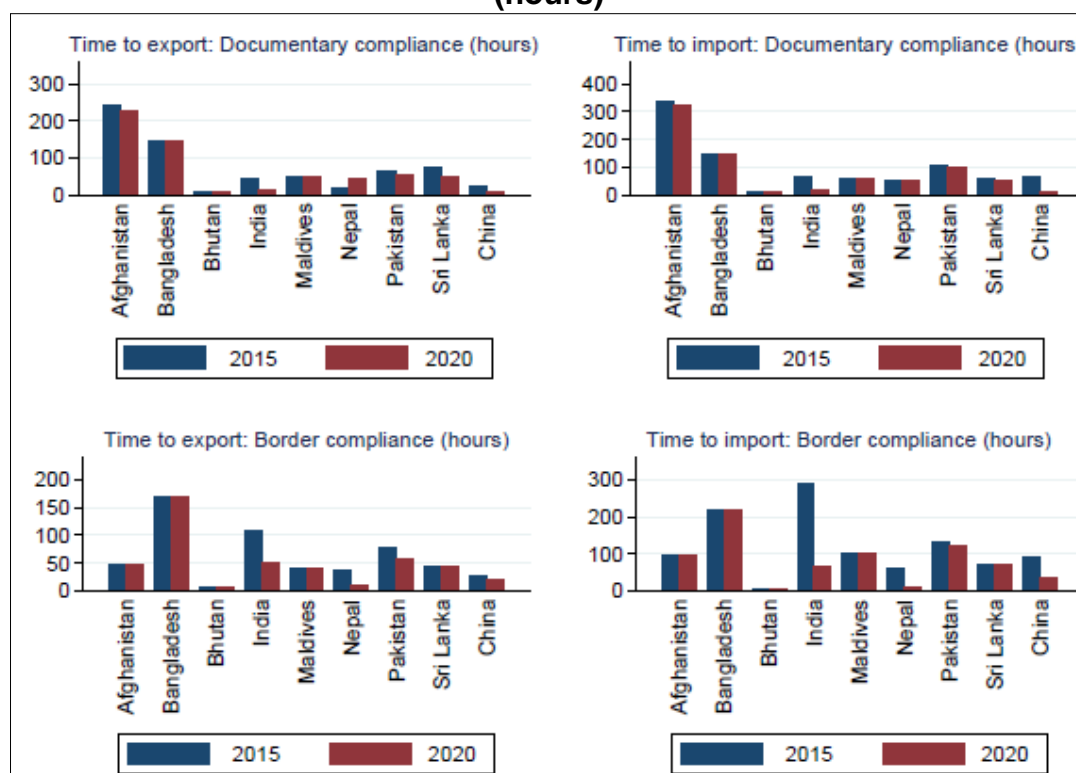 (hours)
Time to export: Documentary compliance (hours)
300
200
100
0
Afghanistan
Bangladesh
Bhutan
India
Maldives
Nepal
Pakistan
Sri Lanka
China
2015 2020
Time to import: Documentary compliance (hours)
400
300
200
100
0
Afghanistan
Bangladesh
Bhutan
India
Maldives
Nepal
Pakistan
Sri Lanka
China
2015 2020
Time to export: Border compliance (hours)
200
150
100
50
0
Afghanistan
Bangladesh
Bhutan
India
Maldives
Nepal
Pakistan
Sri Lanka
China
2015 2020
Time to import: Border compliance (hours)
300
200
100
0
Afghanistan
Bangladesh
Bhutan
India
Maldives
Nepal
Pakistan
Sri Lanka
China
2015 2020